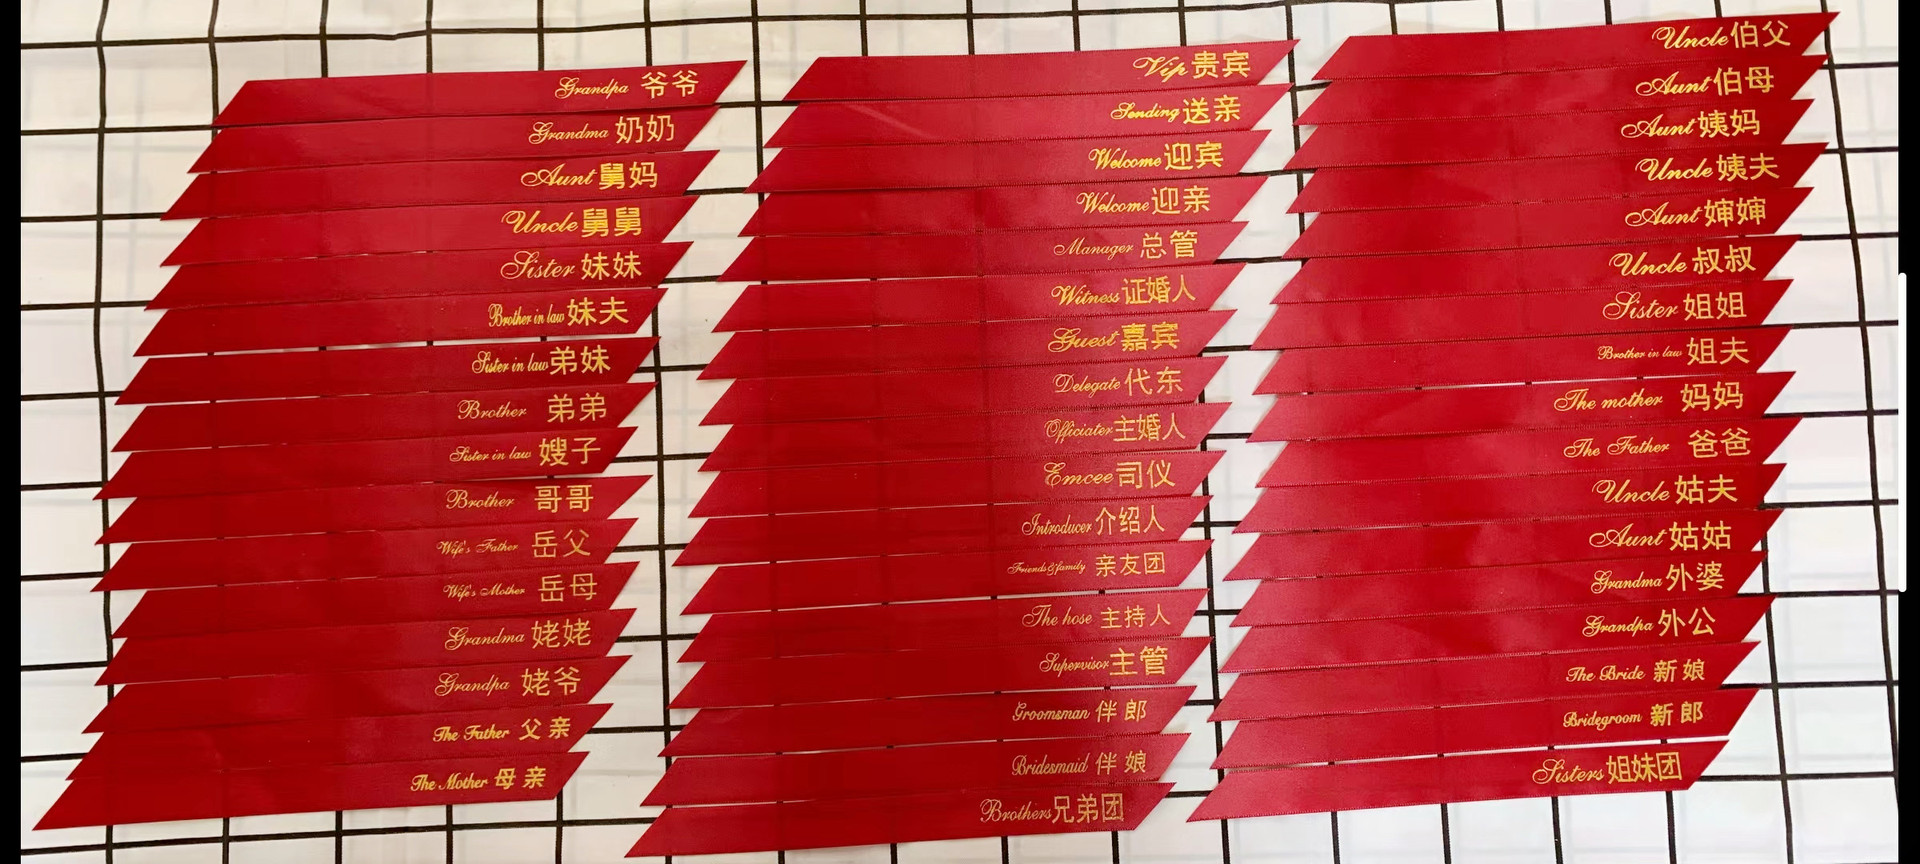 Grandpa 爷爷
Grandma 奶奶
Aunt 舅妈
Uncle 舅舅
Sister 妹妹
Brother in law 妹夫
Sister in law 弟妹
Brother 弟弟
Sister in law 嫂子
Brother 哥哥
Wife's Father 岳父
Wife's Mother 岳母
Grandma 姥姥
Grandpa 姥爷
The Father 父亲
The Mother 母亲
Vip 贵宾
Sending 送亲
Welcome 迎宾
Welcome 迎亲
Manager 总管
Witness 证婚人
Guest 嘉宾
Delegate 代东
Officiater 主婚人
Emcee 司仪
Introducer 介绍人
Friends&family 亲友团
The hose 主持人
Supervisor 主管
Groomsman 伴郎
Bridesmaid 伴娘
Brothers 兄弟团
Uncle 伯父
Aunt 伯母
Aunt 姨妈
Uncle 姨夫
Aunt 婶婶
Uncle 叔叔
Sister 姐姐
Brother in law 姐夫
The mother 妈妈
The Father 爸爸
Uncle 姑夫
Aunt 姑姑
Grandma 外婆
Grandpa 外公
The Bride 新娘
Bridegroom 新郎
Sisters 姐妹团